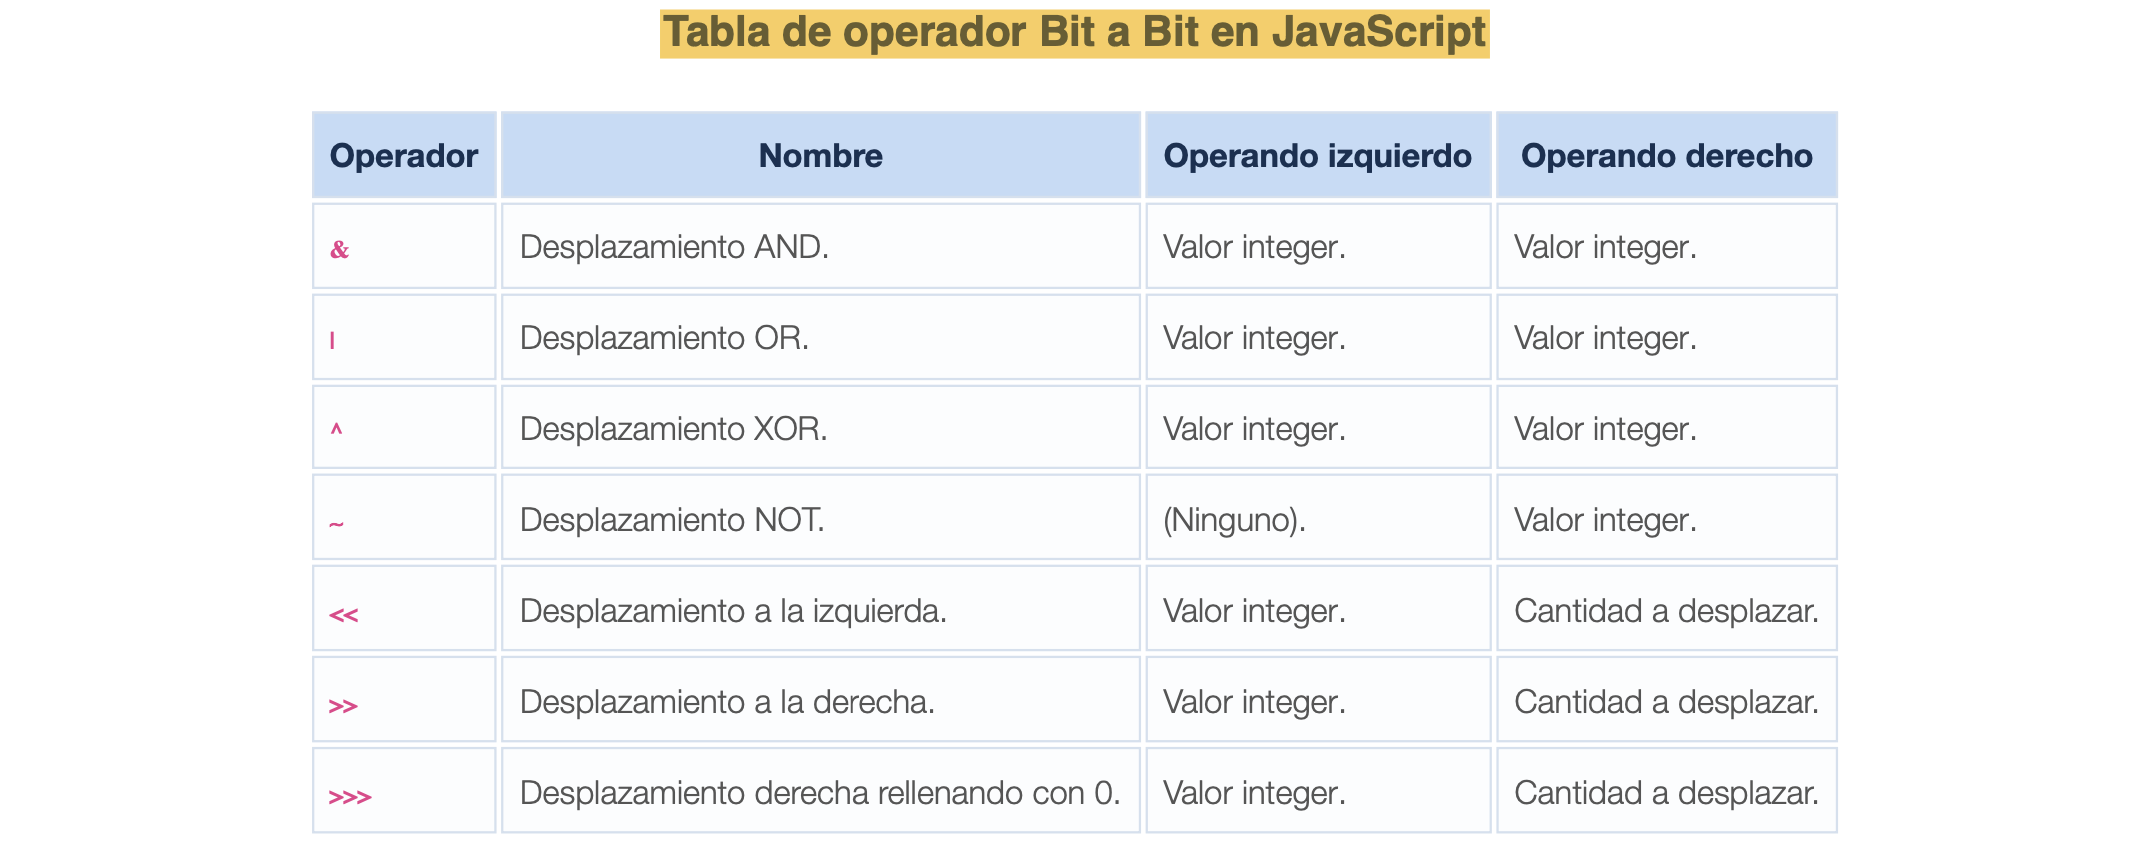 Tabla de operador Bit a Bit en JavaScript
Operador Nombre Operando izquierdo Operando derecho
& Desplazamiento AND. Valor integer. Valor integer.
| Desplazamiento OR. Valor integer. Valor integer.
^ Desplazamiento XOR. Valor integer. Valor integer.
~ Desplazamiento NOT. (Ninguno). Valor integer.
<< Desplazamiento a la izquierda. Valor integer. Cantidad a desplazar.
>> Desplazamiento a la derecha. Valor integer. Cantidad a desplazar.
>>> Desplazamiento derecha rellenando con 0. Valor integer. Cantidad a desplazar.